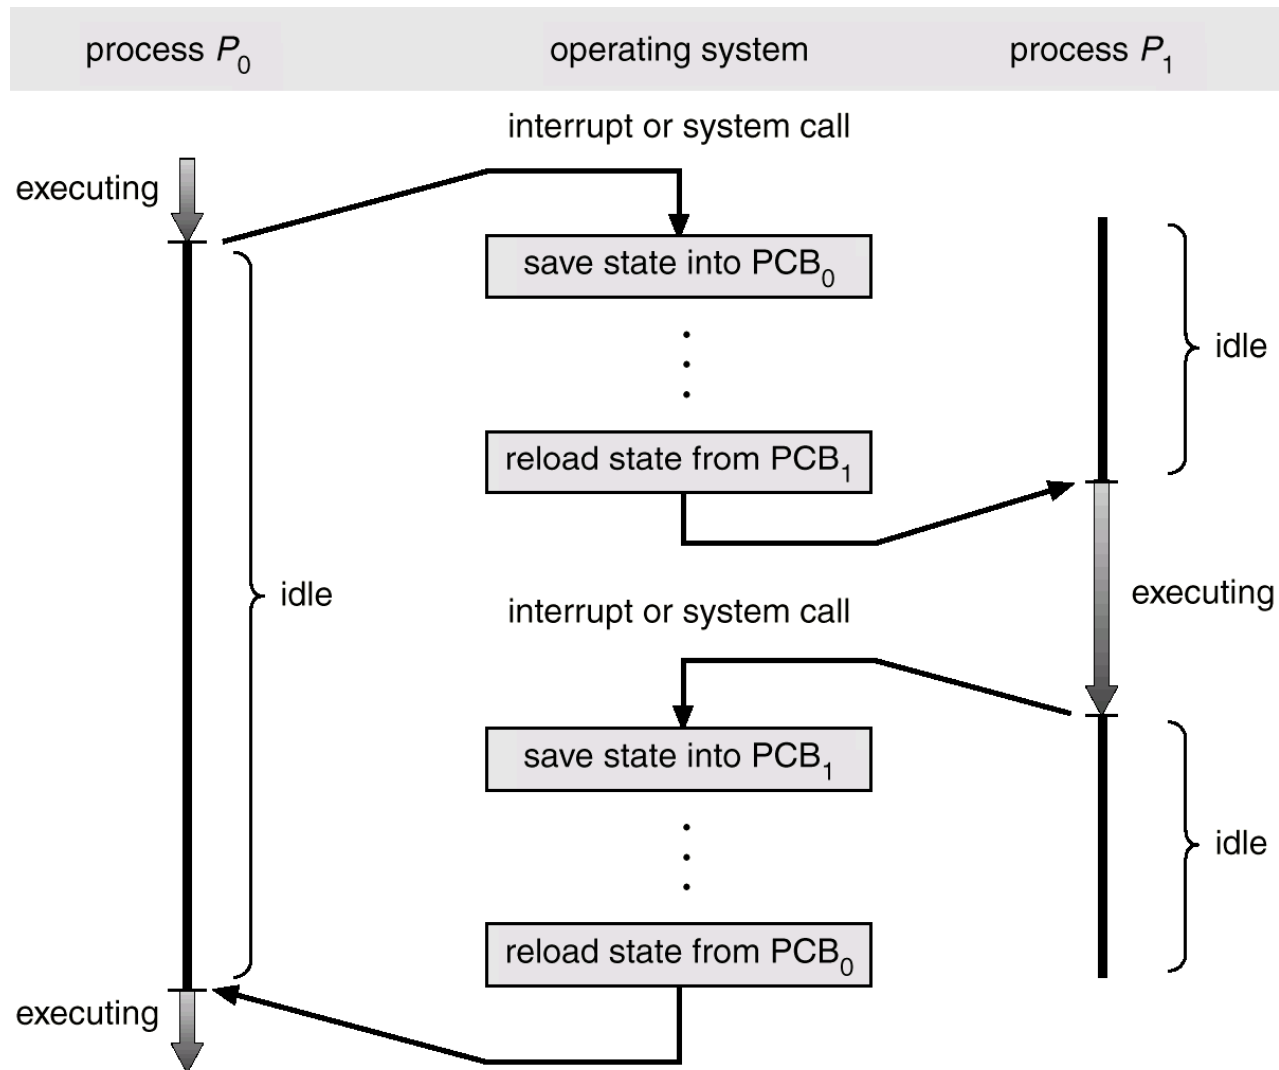 process P0 operating system process P1
interrupt or system call
executing
save state into PCB0
idle
reload state from PCB1
idle
executing
interrupt or system call
save state into PCB1
idle
reload state from PCB0
executing